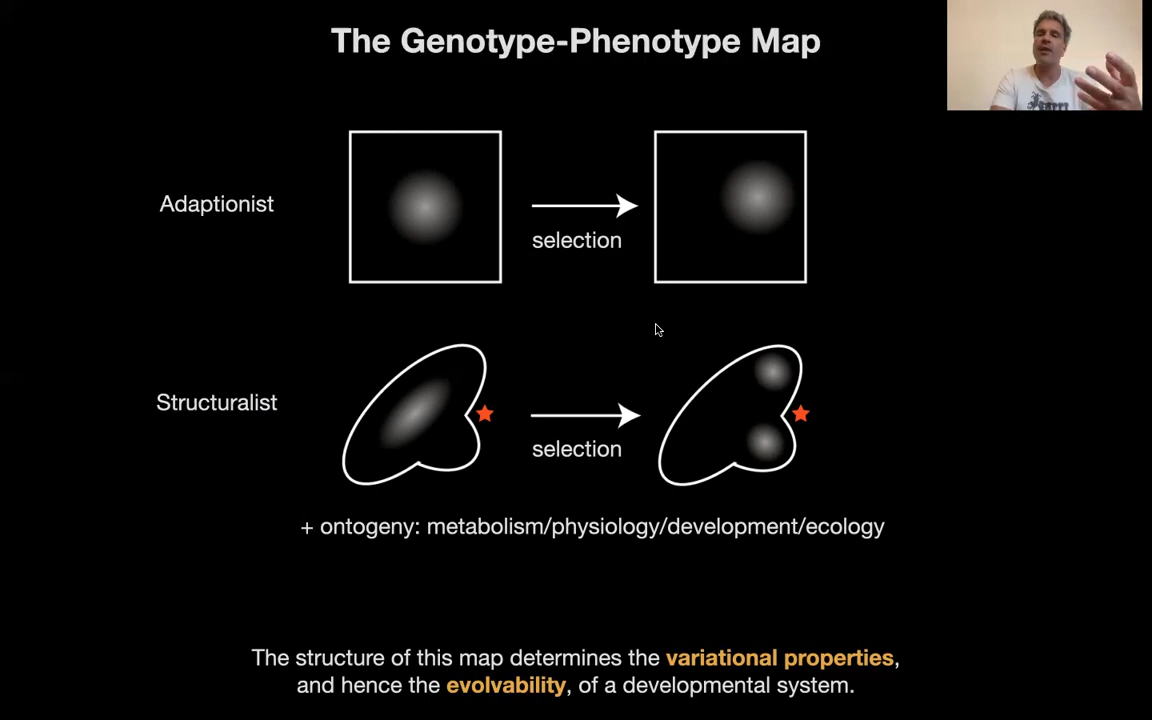 The Genotype-Phenotype Map
Adaptionist
selection
Structuralist
selection
+ ontogeny: metabolism/physiology/development/ecology
The structure of this map determines the variational properties,
and hence the evolvability, of a developmental system.